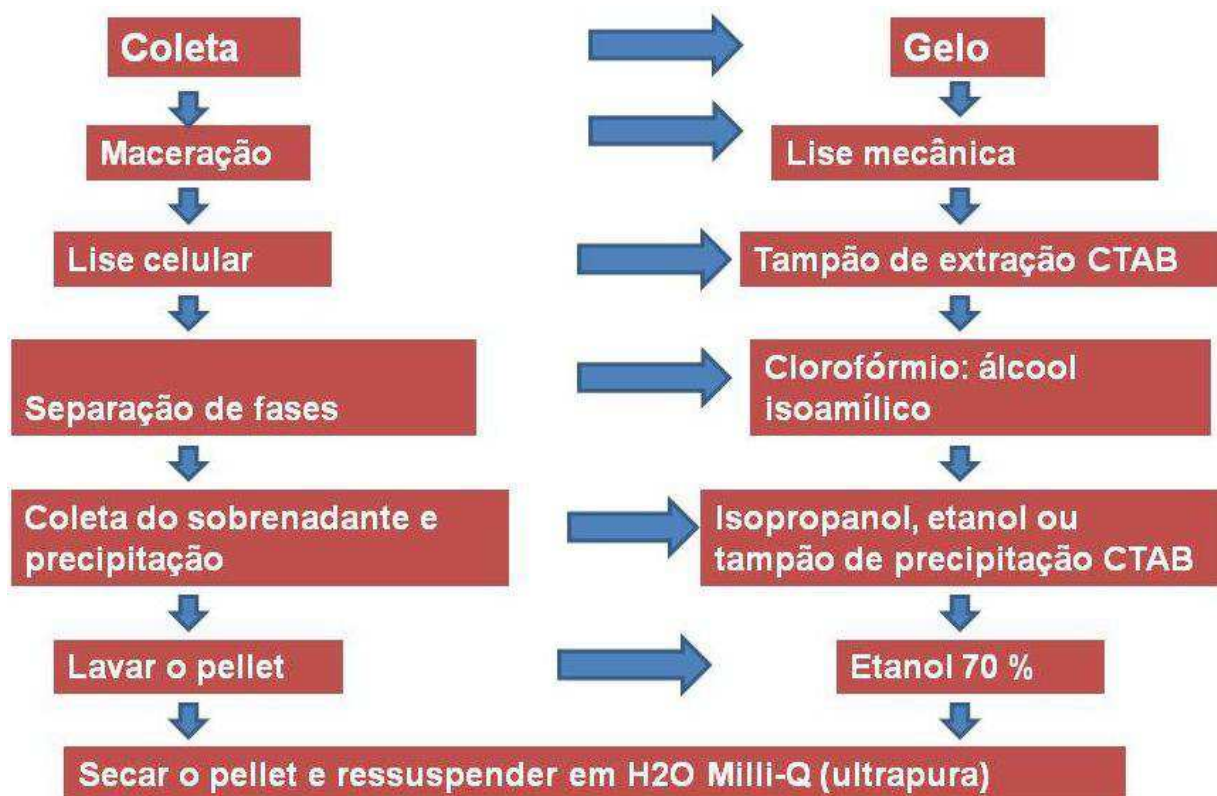 Coleta
Gelo
Maceração
Lise mecânica
Lise celular
Tampão de extração CTAB
Separação de fases
Clorofórmio: álcool
isoamílico
Coleta do sobrenadante e
precipitação
Isopropanol, etanol ou
tampão de precipitação CTAB
Lavar o pellet
Etanol 70 %
Secar o pellet e ressuspender em H2O Milli-Q (ultrapura)